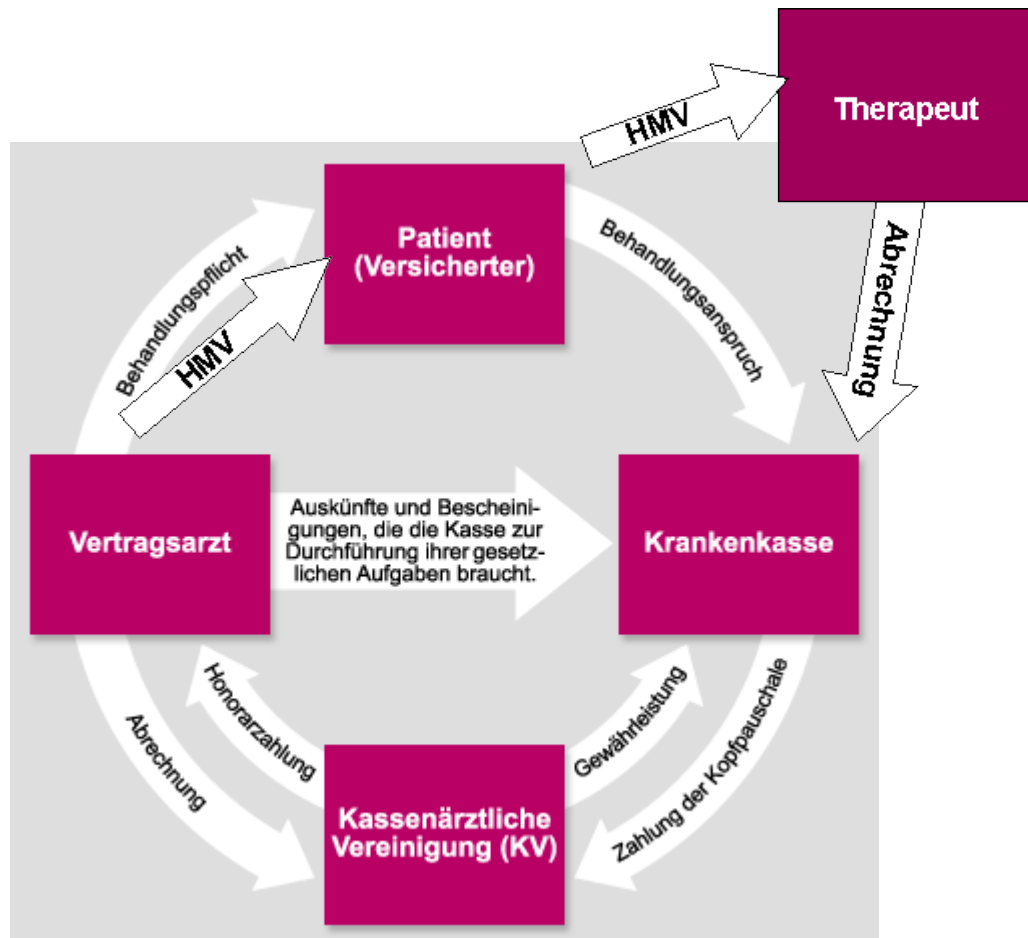 Therapeut
HMV
Patient
(Versicherter)
Behandlungspflicht
HMV
Behandlungsanspruch
Abrechnung
Vertragsarzt
Auskünfte und Bescheini-
gungen, die die Kasse zur
Durchführung ihrer gesetz-
lichen Aufgaben braucht.
Krankenkasse
Abrechnung
Honorarzahlung
Gewährleistung
Zahlung der Kopfpauschale
Kassenärztliche
Vereinigung (KV)